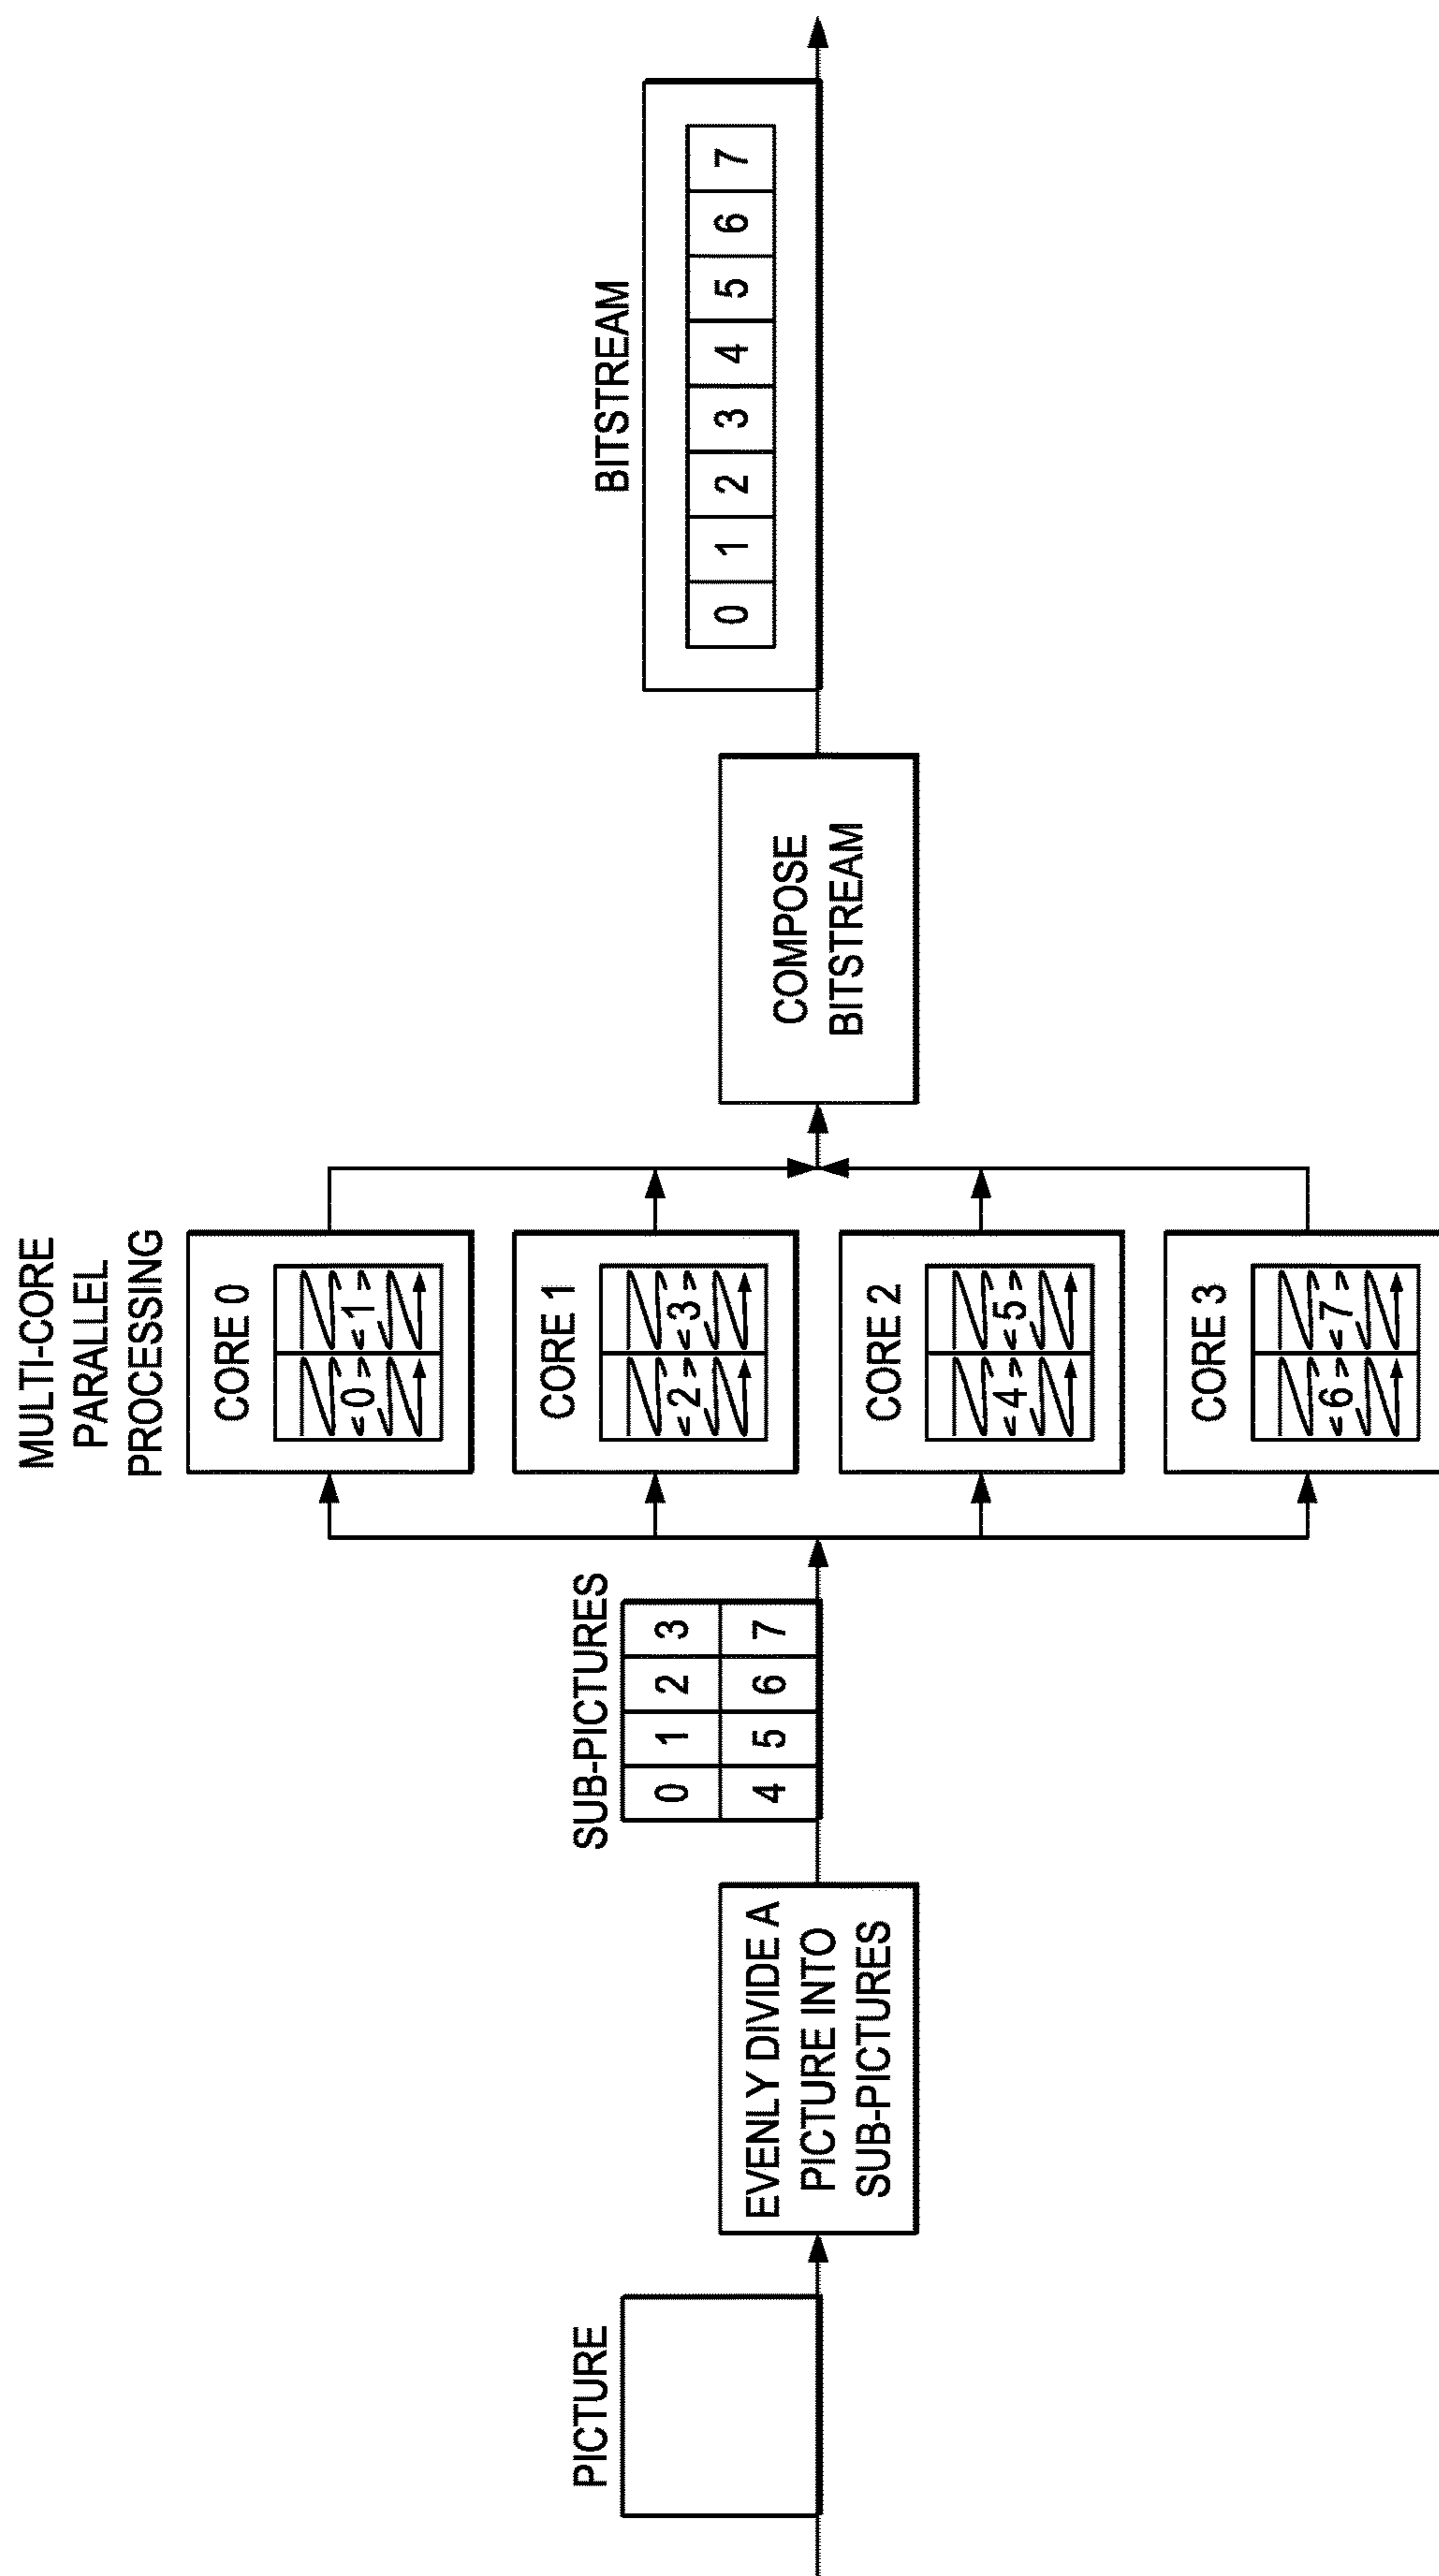 PICTURE
EVENLY DIVIDE A
PICTURE INTO
SUB-PICTURES
SUB-PICTURES
0 1 2 3
4 5 6 7
MULTI-CORE
PARALLEL
PROCESSING
CORE 0
0 1
CORE 1
2 3
CORE 2
4 5
CORE 3
6 7
COMPOSE
BITSTREAM
BITSTREAM
0 1 2 3 4 5 6 7